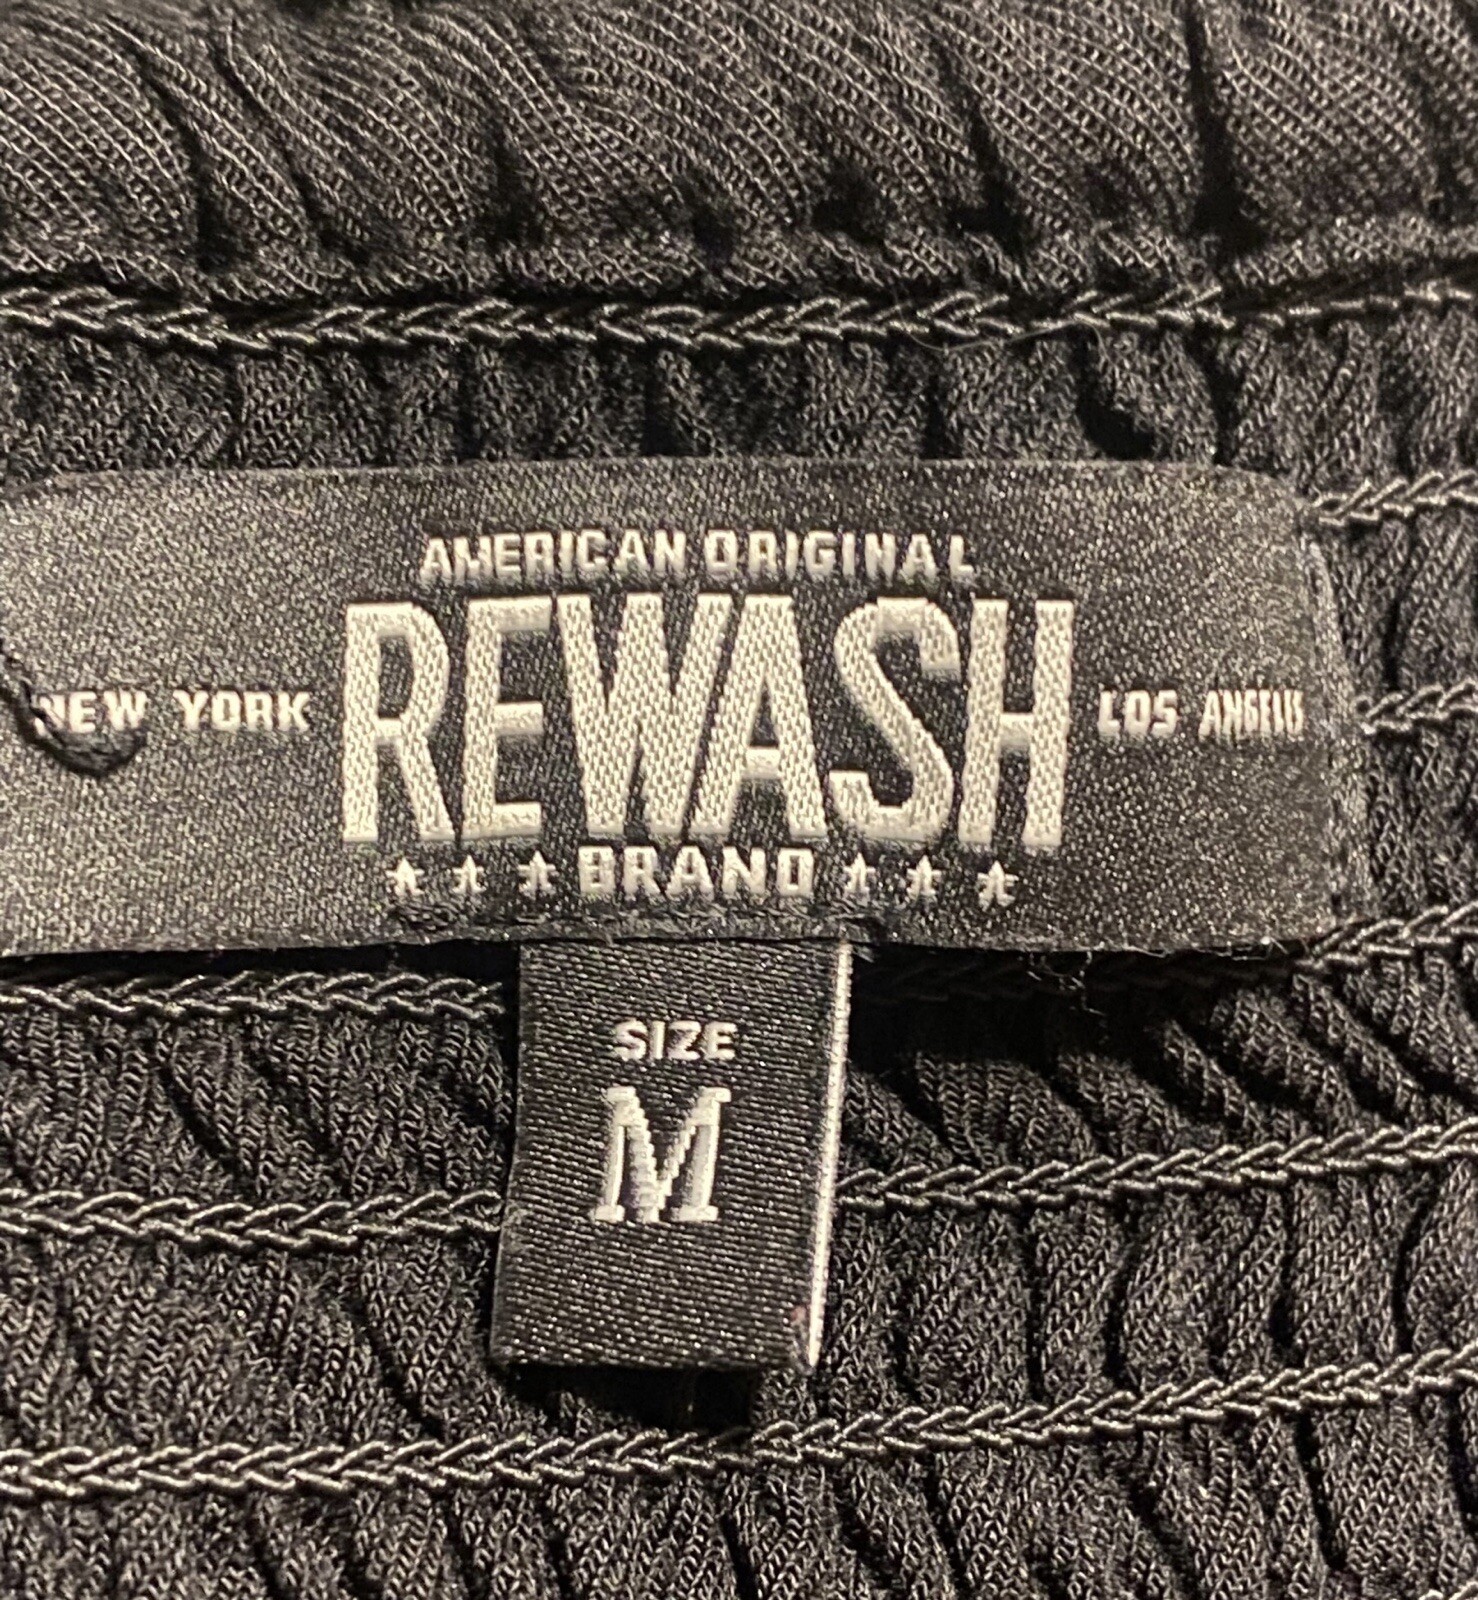 AMERICAN ORIGINAL
NEW YORK REWASH LOS ANGELES
BRAND
SIZE
M